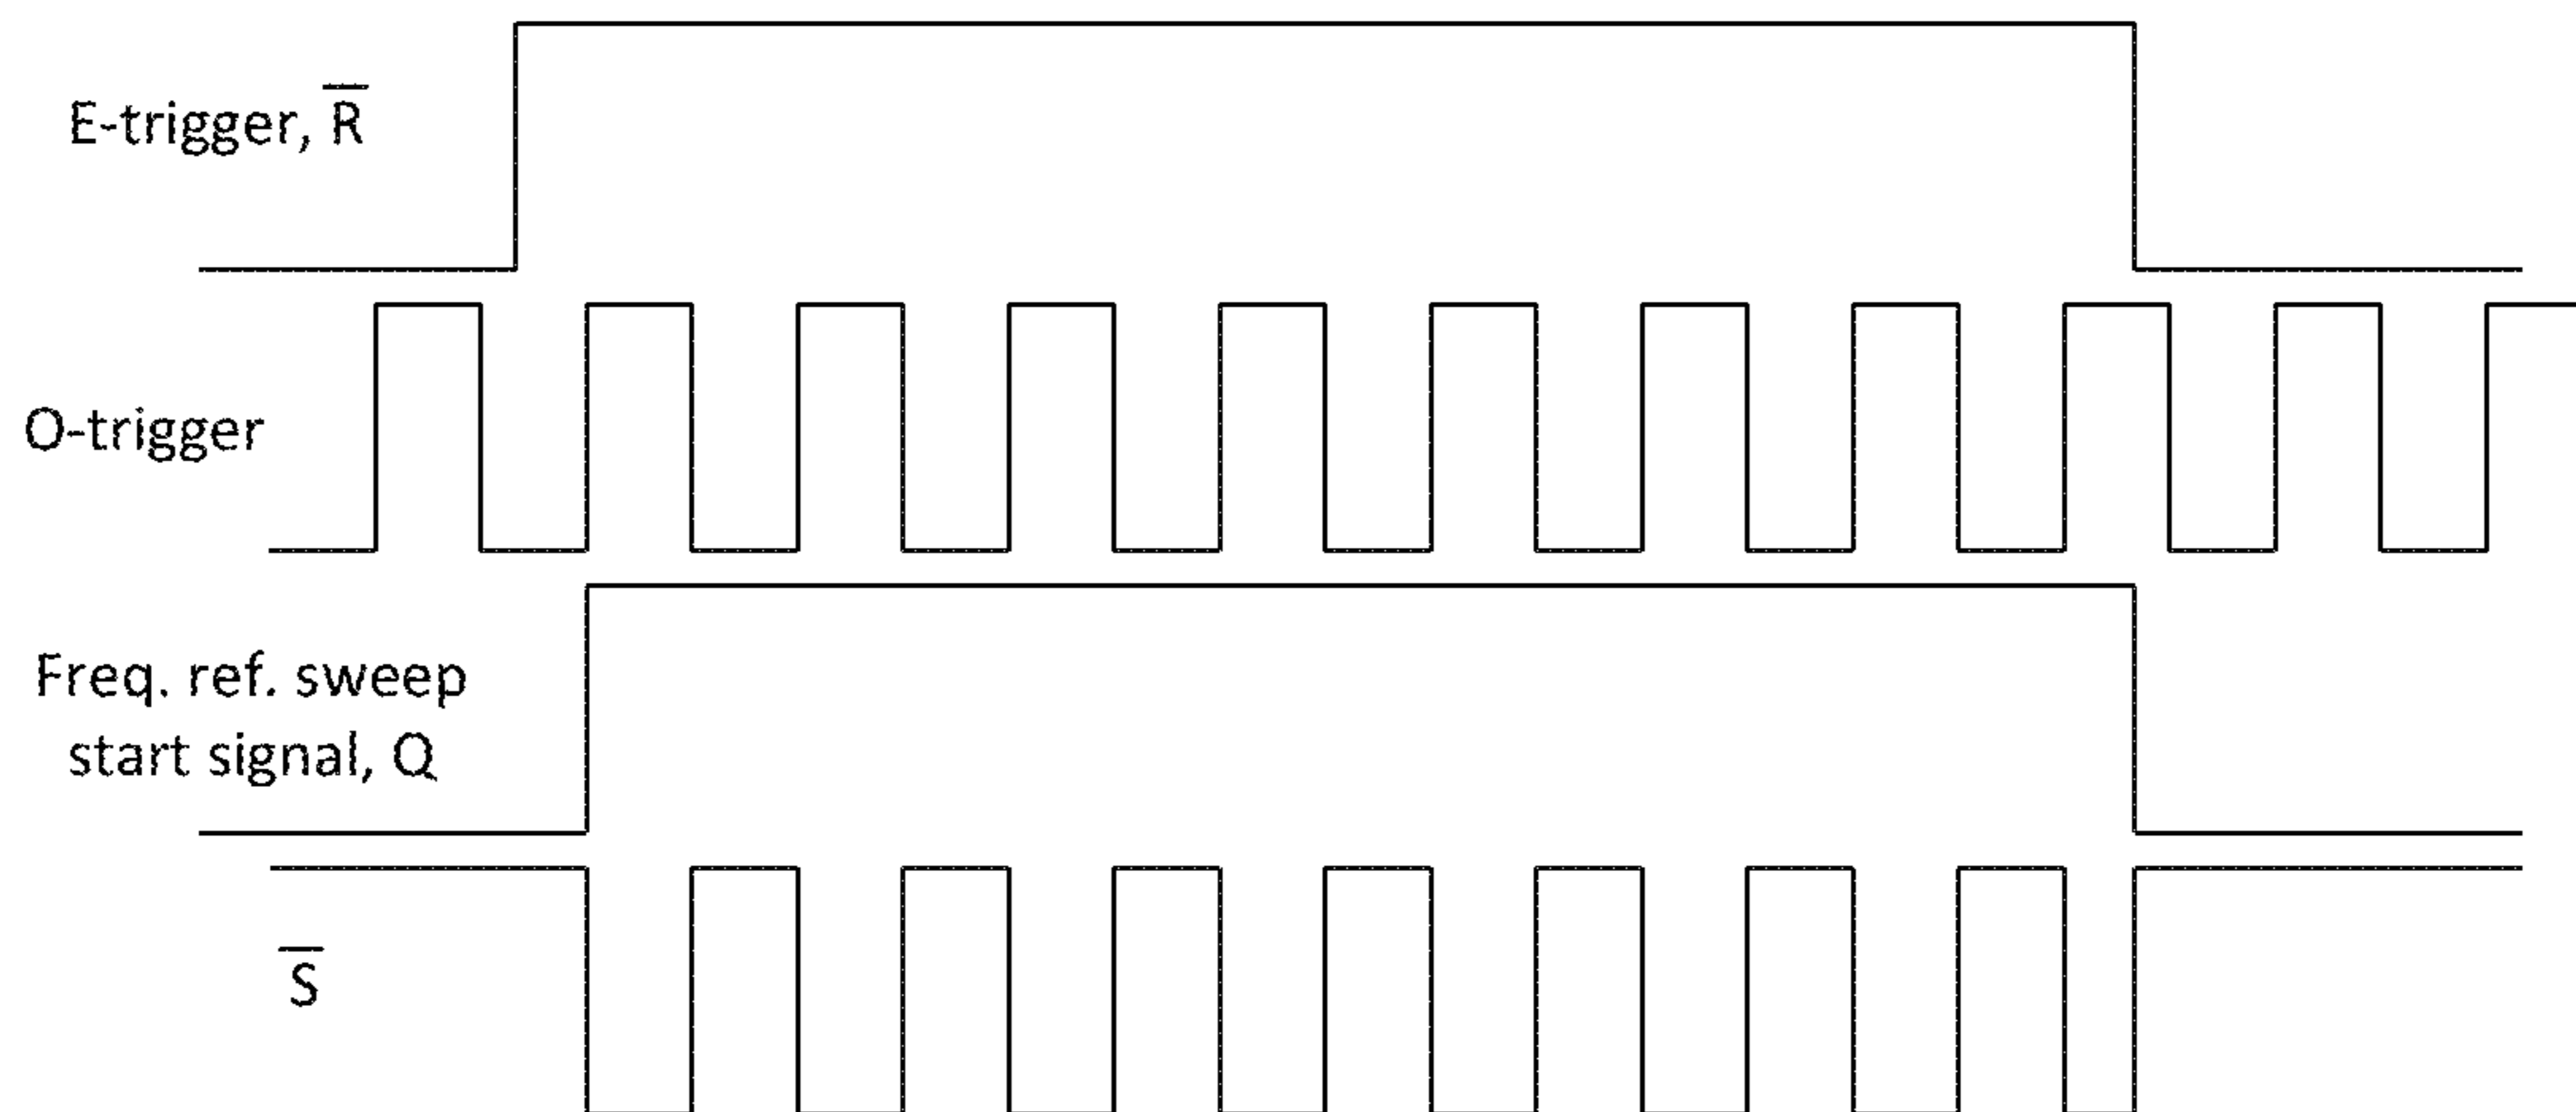 E-trigger, R̅
O-trigger
Freq. ref. sweep
start signal, Q
S̅